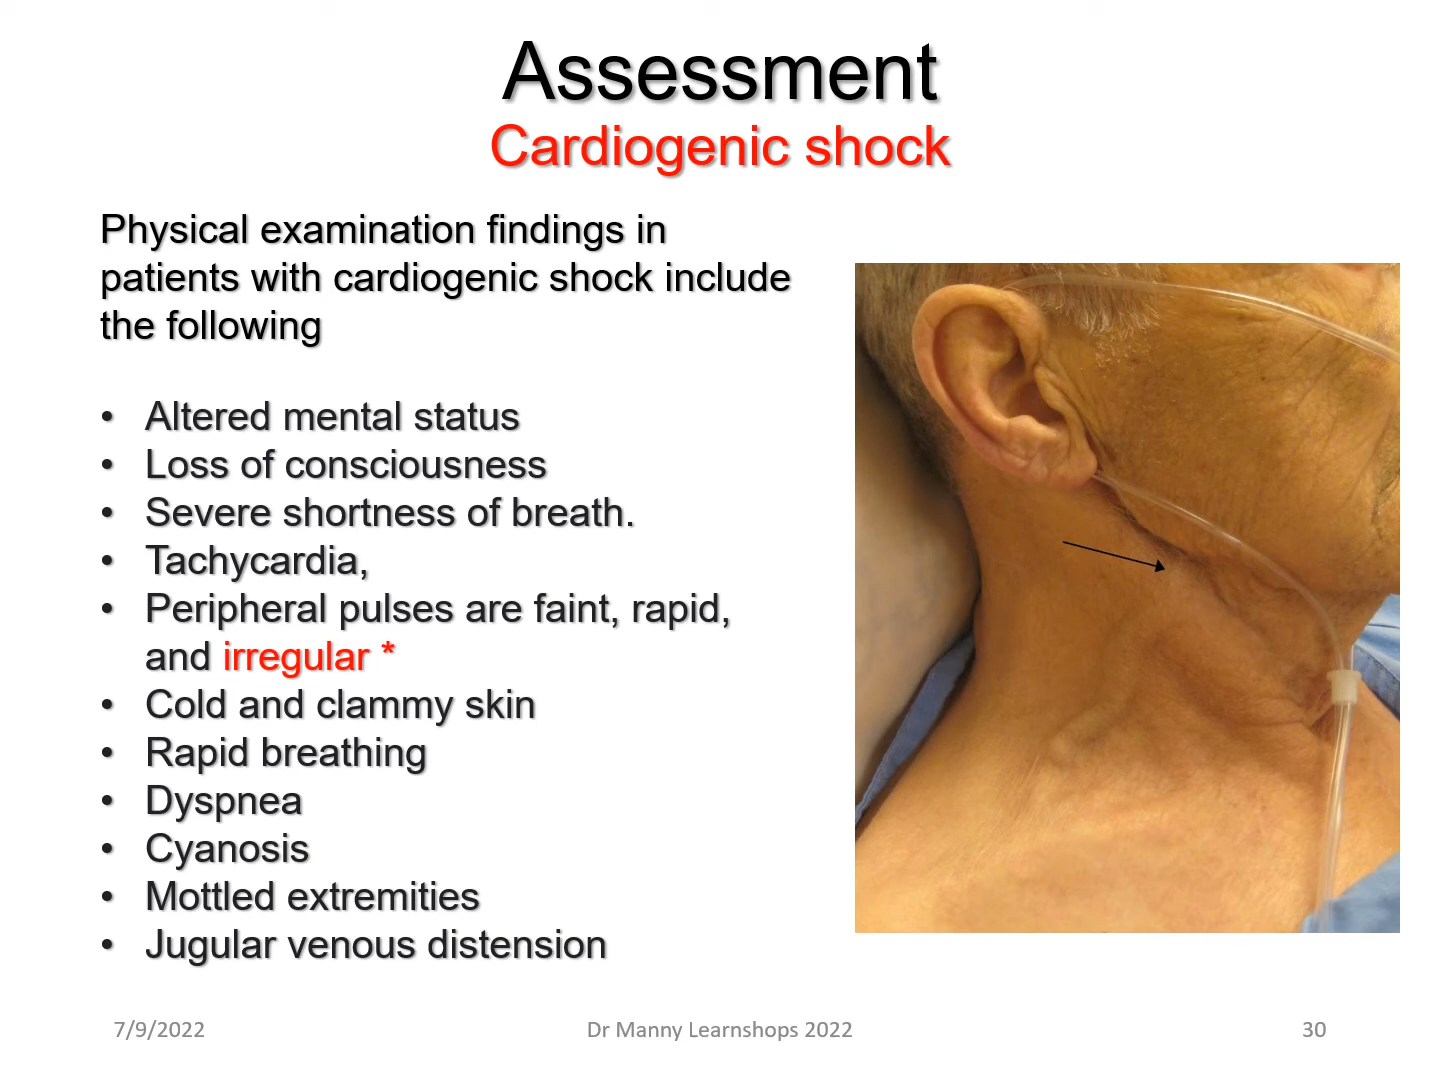 Assessment
Cardiogenic shock
Physical examination findings in
patients with cardiogenic shock include
the following
• Altered mental status
• Loss of consciousness
• Severe shortness of breath.
• Tachycardia,
• Peripheral pulses are faint, rapid,
and irregular *
• Cold and clammy skin
• Rapid breathing
• Dyspnea
• Cyanosis
• Mottled extremities
• Jugular venous distension
7/9/2022
Dr Manny Learnshops 2022
30